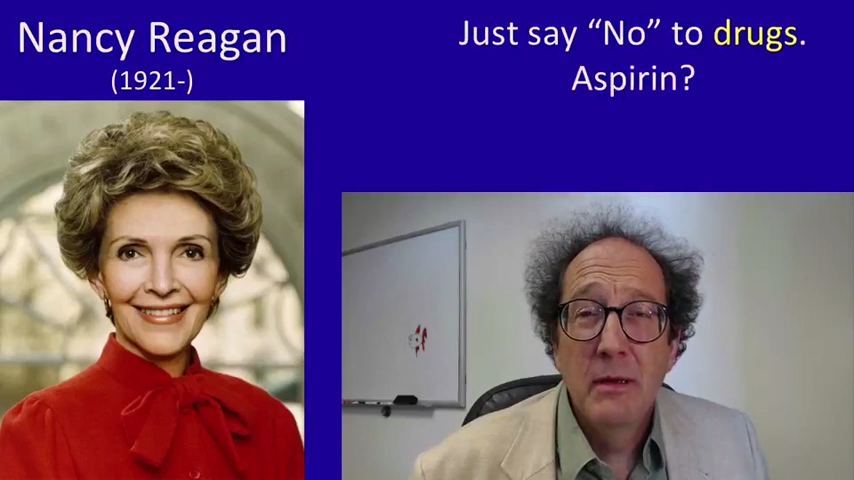 Nancy Reagan
(1921-)
Just say “No” to drugs.
Aspirin?